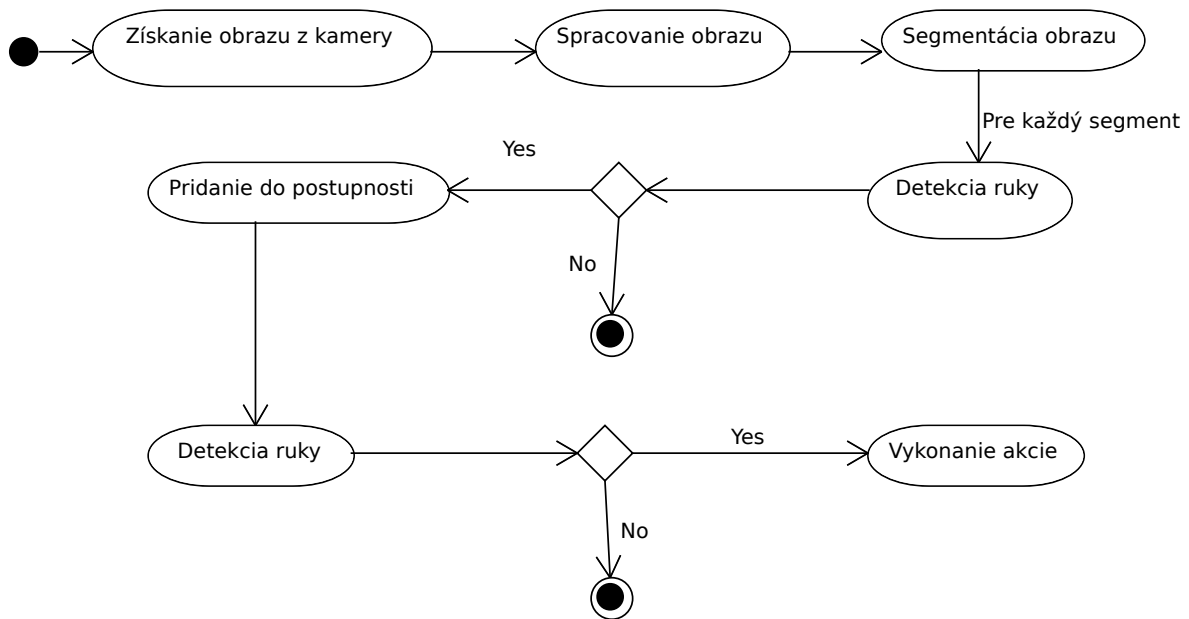 Získanie obrazu z kamery
Spracovanie obrazu
Segmentácia obrazu
Pre každý segment
Detekcia ruky
Yes
Pridanie do postupnosti
No
Detekcia ruky
Yes
Vykonanie akcie
No